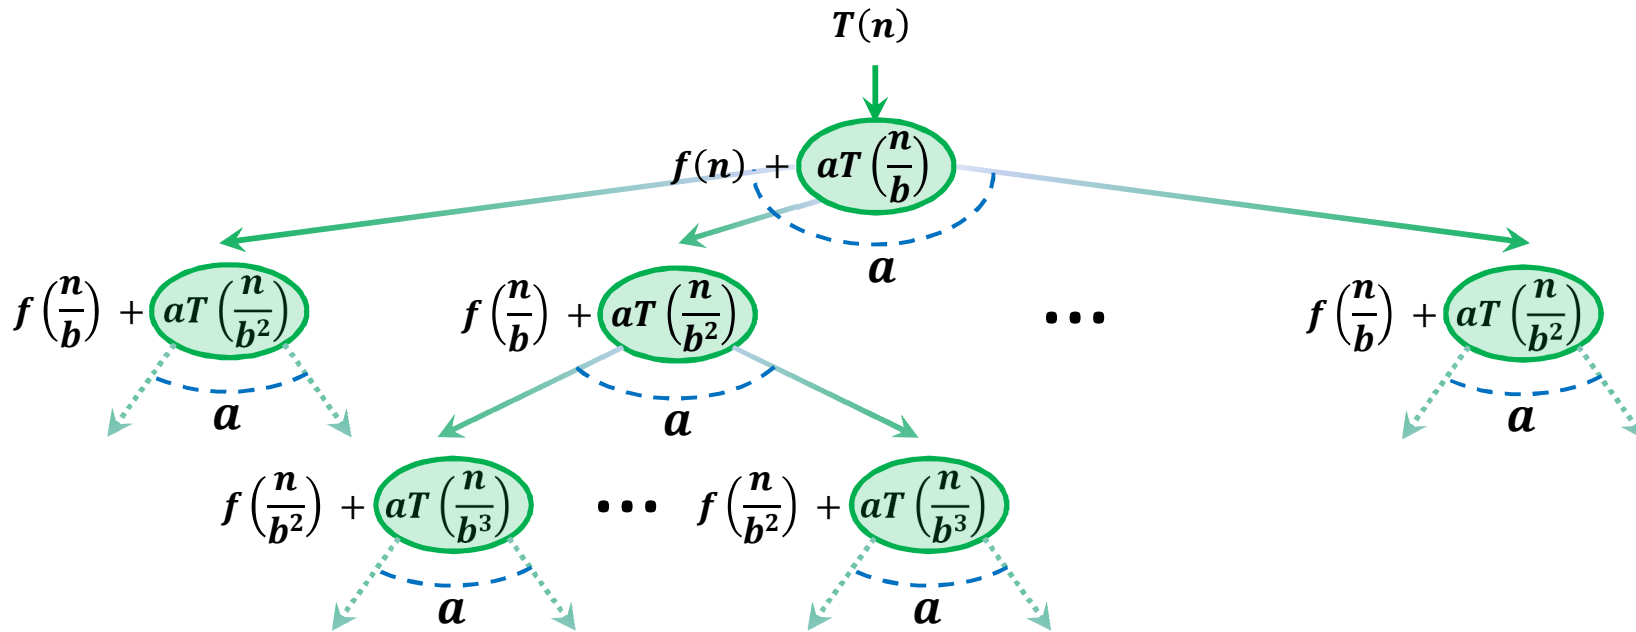 T(n)
f(n) + aT(n/b)
a
f(n/b) + aT(n/b²) f(n/b) + aT(n/b²) ••• f(n/b) + aT(n/b²)
a a a
f(n/b²) + aT(n/b³) ••• f(n/b²) + aT(n/b³)
a a